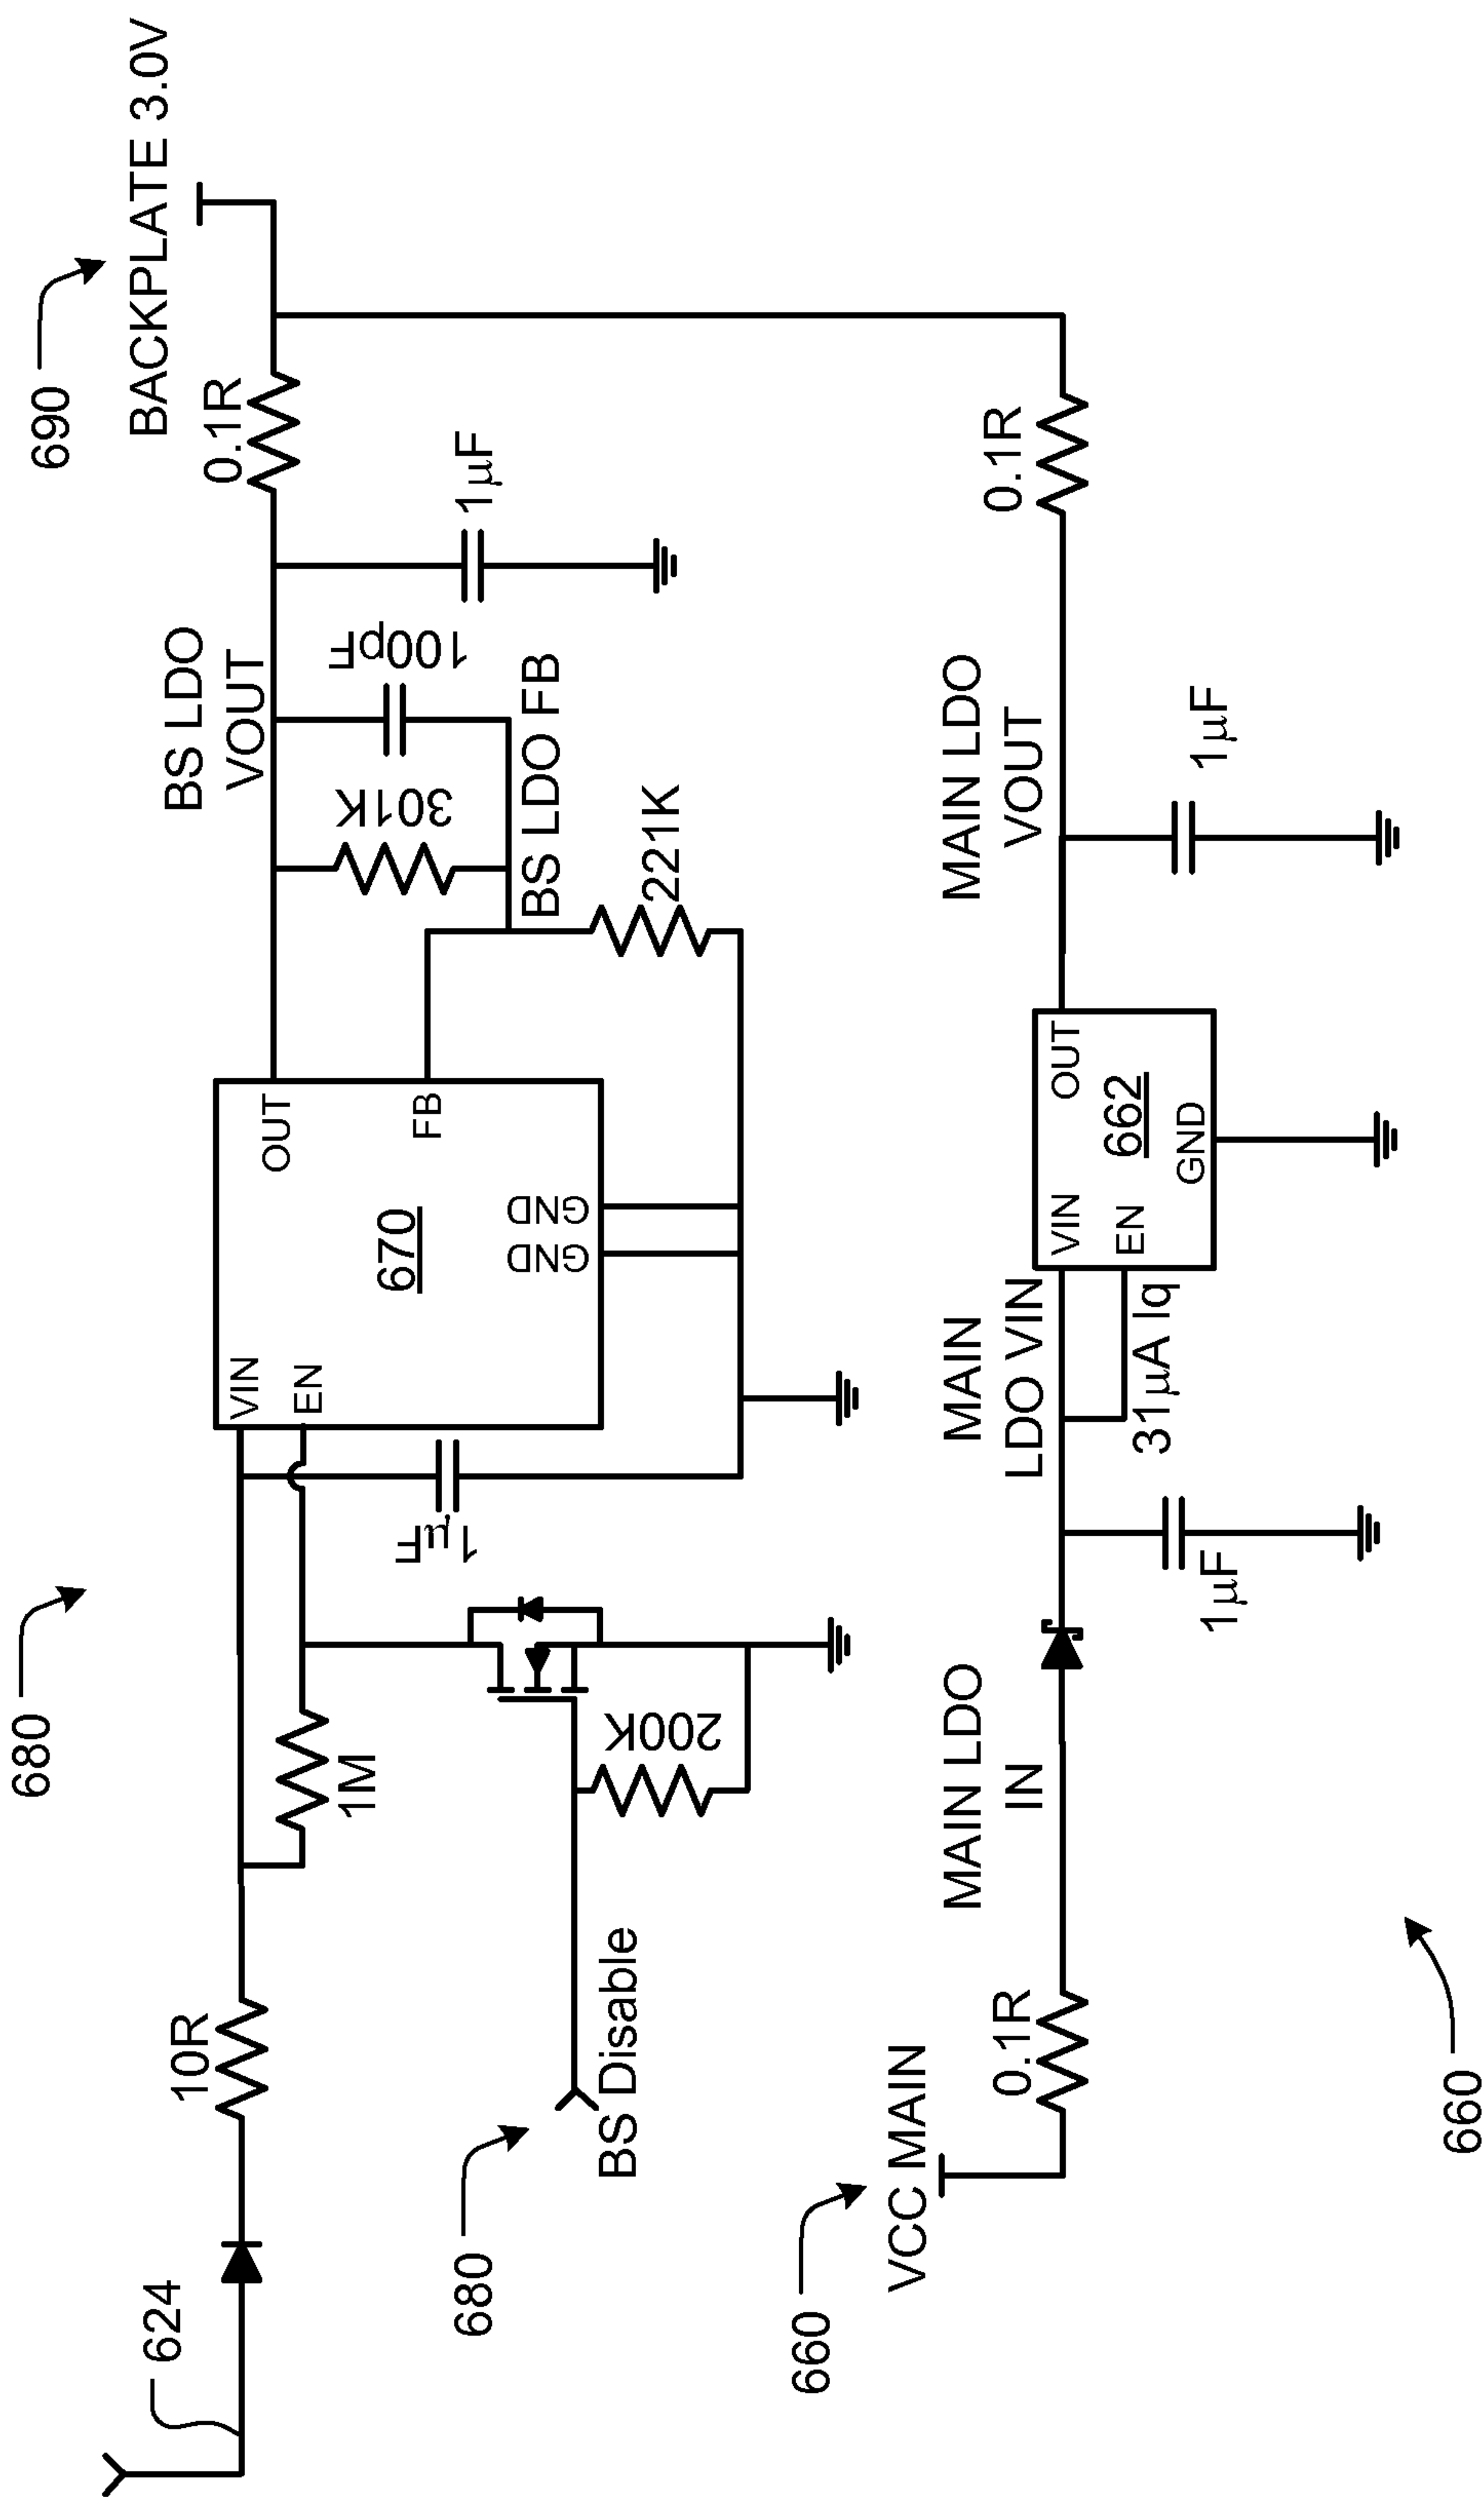 690
BACKPLATE 3.0V
680
624
10R
1M
VIN
EN
670
OUT
FB
GND
GND
BS LDO
VOUT
0.1R
1µF
301K
100pF
BS LDO FB
221K
1µF
200K
680
BS Disable
660
VCC MAIN
0.1R
MAIN LDO
IN
1µF
MAIN
LDO VIN
31µA Iq
VIN
EN
662
OUT
GND
MAIN LDO
VOUT
1µF
0.1R
660